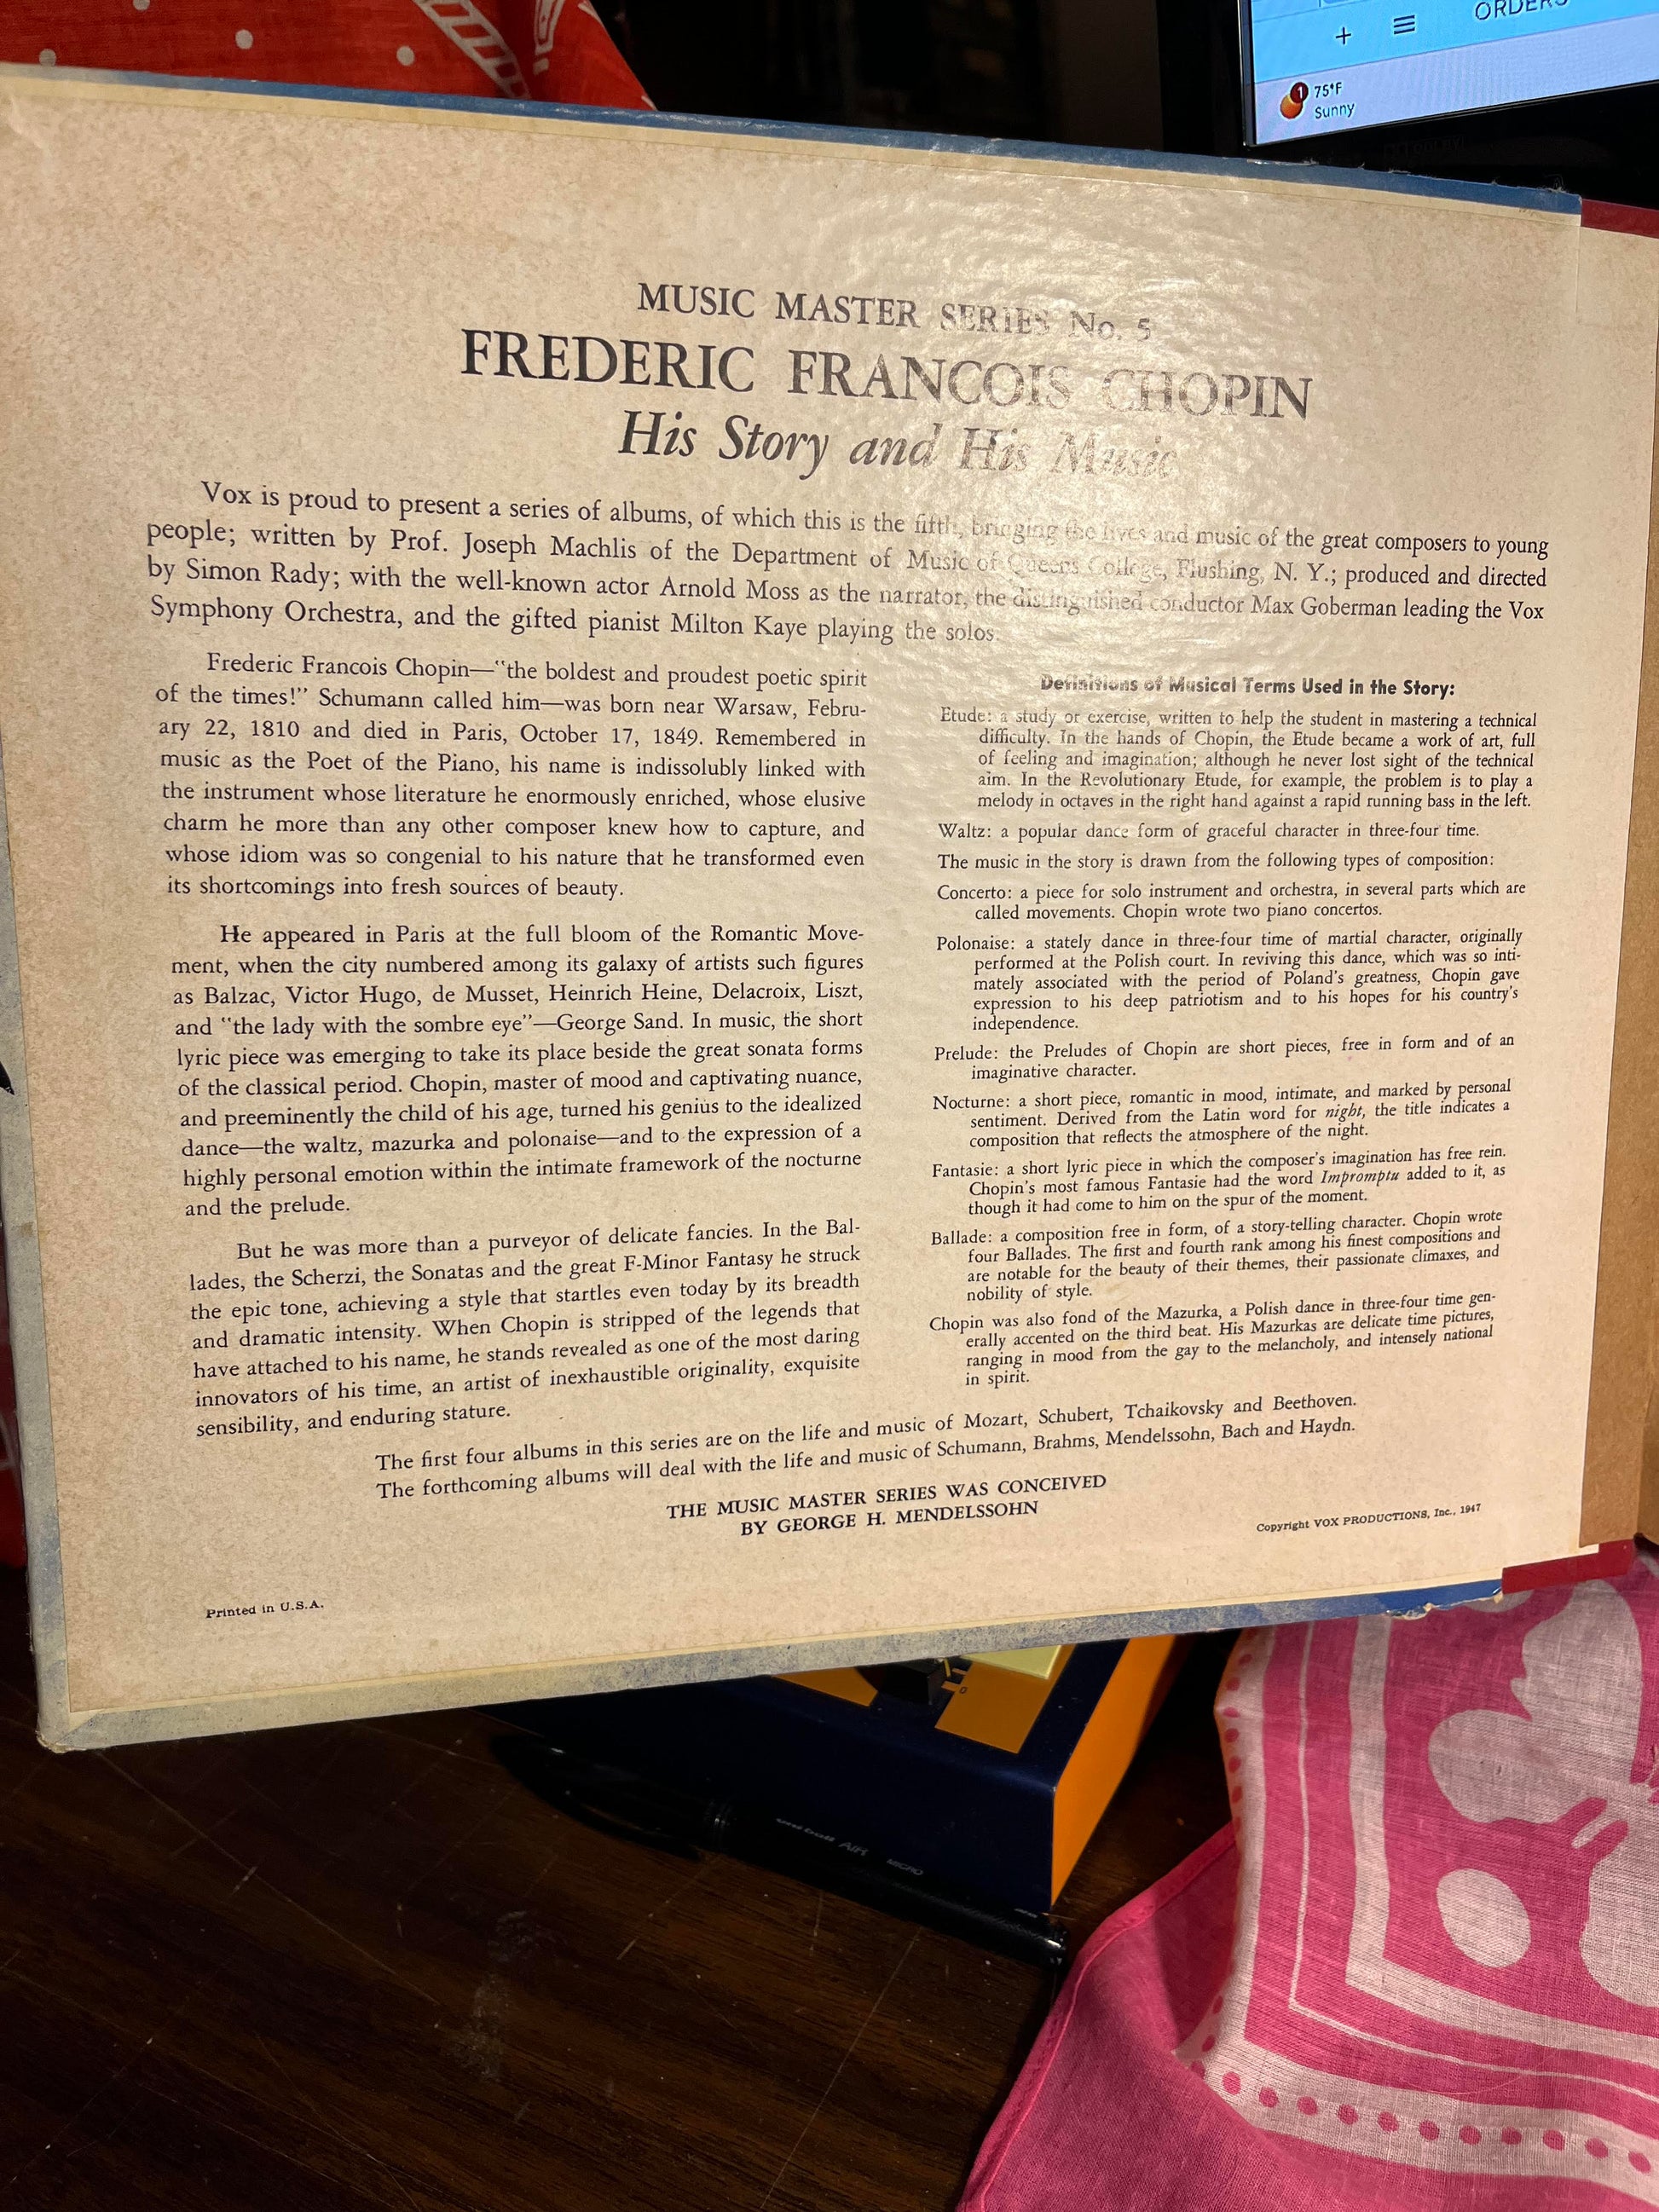 ORDERS
75°F
Sunny
MUSIC MASTER SERIES No. 5
FREDERIC FRANCOIS CHOPIN
His Story and His Music
Vox is proud to present a series of albums, of which this is the fifth, bringing the lives and music of the great composers to young
people; written by Prof. Joseph Machlis of the Department of Music of Queens College, Flushing, N. Y.; produced and directed
by Simon Rady; with the well-known actor Arnold Moss as the narrator, the distinguished conductor Max Goberman leading the Vox
Symphony Orchestra, and the gifted pianist Milton Kaye playing the solos.
Frederic Francois Chopin—"the boldest and proudest poetic spirit
of the times!" Schumann called him—was born near Warsaw, Febru-
ary 22, 1810 and died in Paris, October 17, 1849. Remembered in
music as the Poet of the Piano, his name is indissolubly linked with
the instrument whose literature he enormously enriched, whose elusive
charm he more than any other composer knew how to capture, and
whose idiom was so congenial to his nature that he transformed even
its shortcomings into fresh sources of beauty.
He appeared in Paris at the full bloom of the Romantic Move-
ment, when the city numbered among its galaxy of artists such figures
as Balzac, Victor Hugo, de Musset, Heinrich Heine, Delacroix, Liszt,
and "the lady with the sombre eye"—George Sand. In music, the short
lyric piece was emerging to take its place beside the great sonata forms
of the classical period. Chopin, master of mood and captivating nuance,
and preeminently the child of his age, turned his genius to the idealized
dance—the waltz, mazurka and polonaise—and to the expression of a
highly personal emotion within the intimate framework of the nocturne
and the prelude.
But he was more than a purveyor of delicate fancies. In the Bal-
lades, the Scherzi, the Sonatas and the great F-Minor Fantasy he struck
the epic tone, achieving a style that startles even today by its breadth
and dramatic intensity. When Chopin is stripped of the legends that
have attached to his name, he stands revealed as one of the most daring
innovators of his time, an artist of inexhaustible originality, exquisite
sensibility, and enduring stature.
Definitions of Musical Terms Used in the Story:
Etude: a study or exercise, written to help the student in mastering a technical
difficulty. In the hands of Chopin, the Etude became a work of art, full
of feeling and imagination; although he never lost sight of the technical
aim. In the Revolutionary Etude, for example, the problem is to play a
melody in octaves in the right hand against a rapid running bass in the left.
Waltz: a popular dance form of graceful character in three-four time.
The music in the story is drawn from the following types of composition:
Concerto: a piece for solo instrument and orchestra, in several parts which are
called movements. Chopin wrote two piano concertos.
Polonaise: a stately dance in three-four time of martial character, originally
performed at the Polish court. In reviving this dance, which was so inti-
mately associated with the period of Poland's greatness, Chopin gave
expression to his deep patriotism and to his hopes for his country's
independence.
Prelude: the Preludes of Chopin are short pieces, free in form and of an
imaginative character.
Nocturne: a short piece, romantic in mood, intimate, and marked by personal
sentiment. Derived from the Latin word for night, the title indicates a
composition that reflects the atmosphere of the night.
Fantasie: a short lyric piece in which the composer's imagination has free rein.
Chopin's most famous Fantasie had the word Impromptu added to it, as
though it had come to him on the spur of the moment.
Ballade: a composition free in form, of a story-telling character. Chopin wrote
four Ballades. The first and fourth rank among his finest compositions and
are notable for the beauty of their themes, their passionate climaxes, and
nobility of style.
Chopin was also fond of the Mazurka, a Polish dance in three-four time gen-
erally accented on the third beat. His Mazurkas are delicate time pictures,
ranging in mood from the gay to the melancholy, and intensely national
in spirit.
The first four albums in this series are on the life and music of Mozart, Schubert, Tchaikovsky and Beethoven.
The forthcoming albums will deal with the life and music of Schumann, Brahms, Mendelssohn, Bach and Haydn.
THE MUSIC MASTER SERIES WAS CONCEIVED
BY GEORGE H. MENDELSSOHN
Copyright VOX PRODUCTIONS, Inc., 1947
Printed in U.S.A.
AIR MICRO